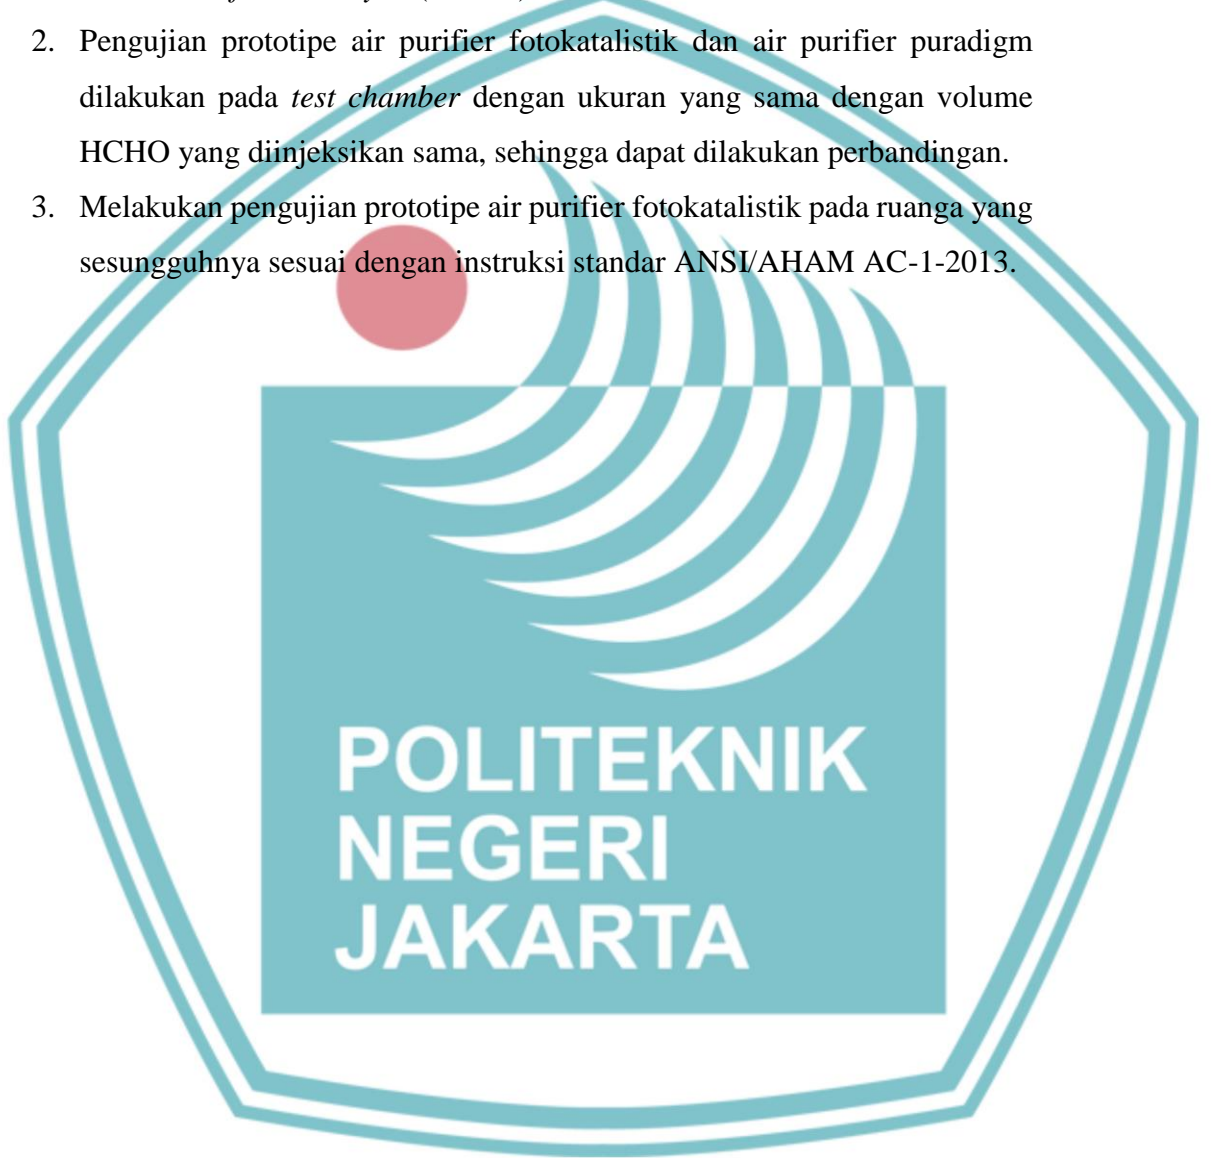 2. Pengujian prototipe air purifier fotokatalistik dan air purifier puradigm
dilakukan pada test chamber dengan ukuran yang sama dengan volume
HCHO yang diinjeksikan sama, sehingga dapat dilakukan perbandingan.
3. Melakukan pengujian prototipe air purifier fotokatalistik pada ruanga yang
sesungguhnya sesuai dengan instruksi standar ANSI/AHAM AC-1-2013.
POLITEKNIK
NEGERI
JAKARTA